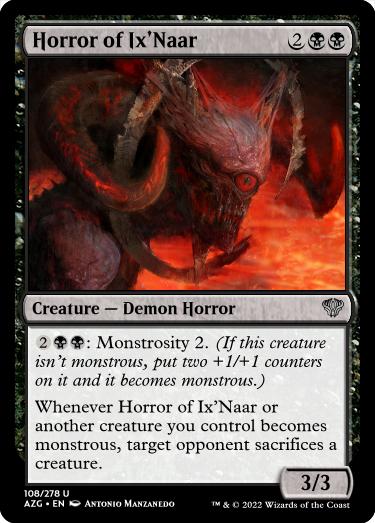 Horror of Ix'Naar 2
Creature — Demon Horror
2 : Monstrosity 2. (If this creature
isn't monstrous, put two +1/+1 counters
on it and it becomes monstrous.)
Whenever Horror of Ix'Naar or
another creature you control becomes
monstrous, target opponent sacrifices a
creature.
3/3
108/278 U
AZG • EN Antonio Manzanedo
™ & © 2022 Wizards of the Coast